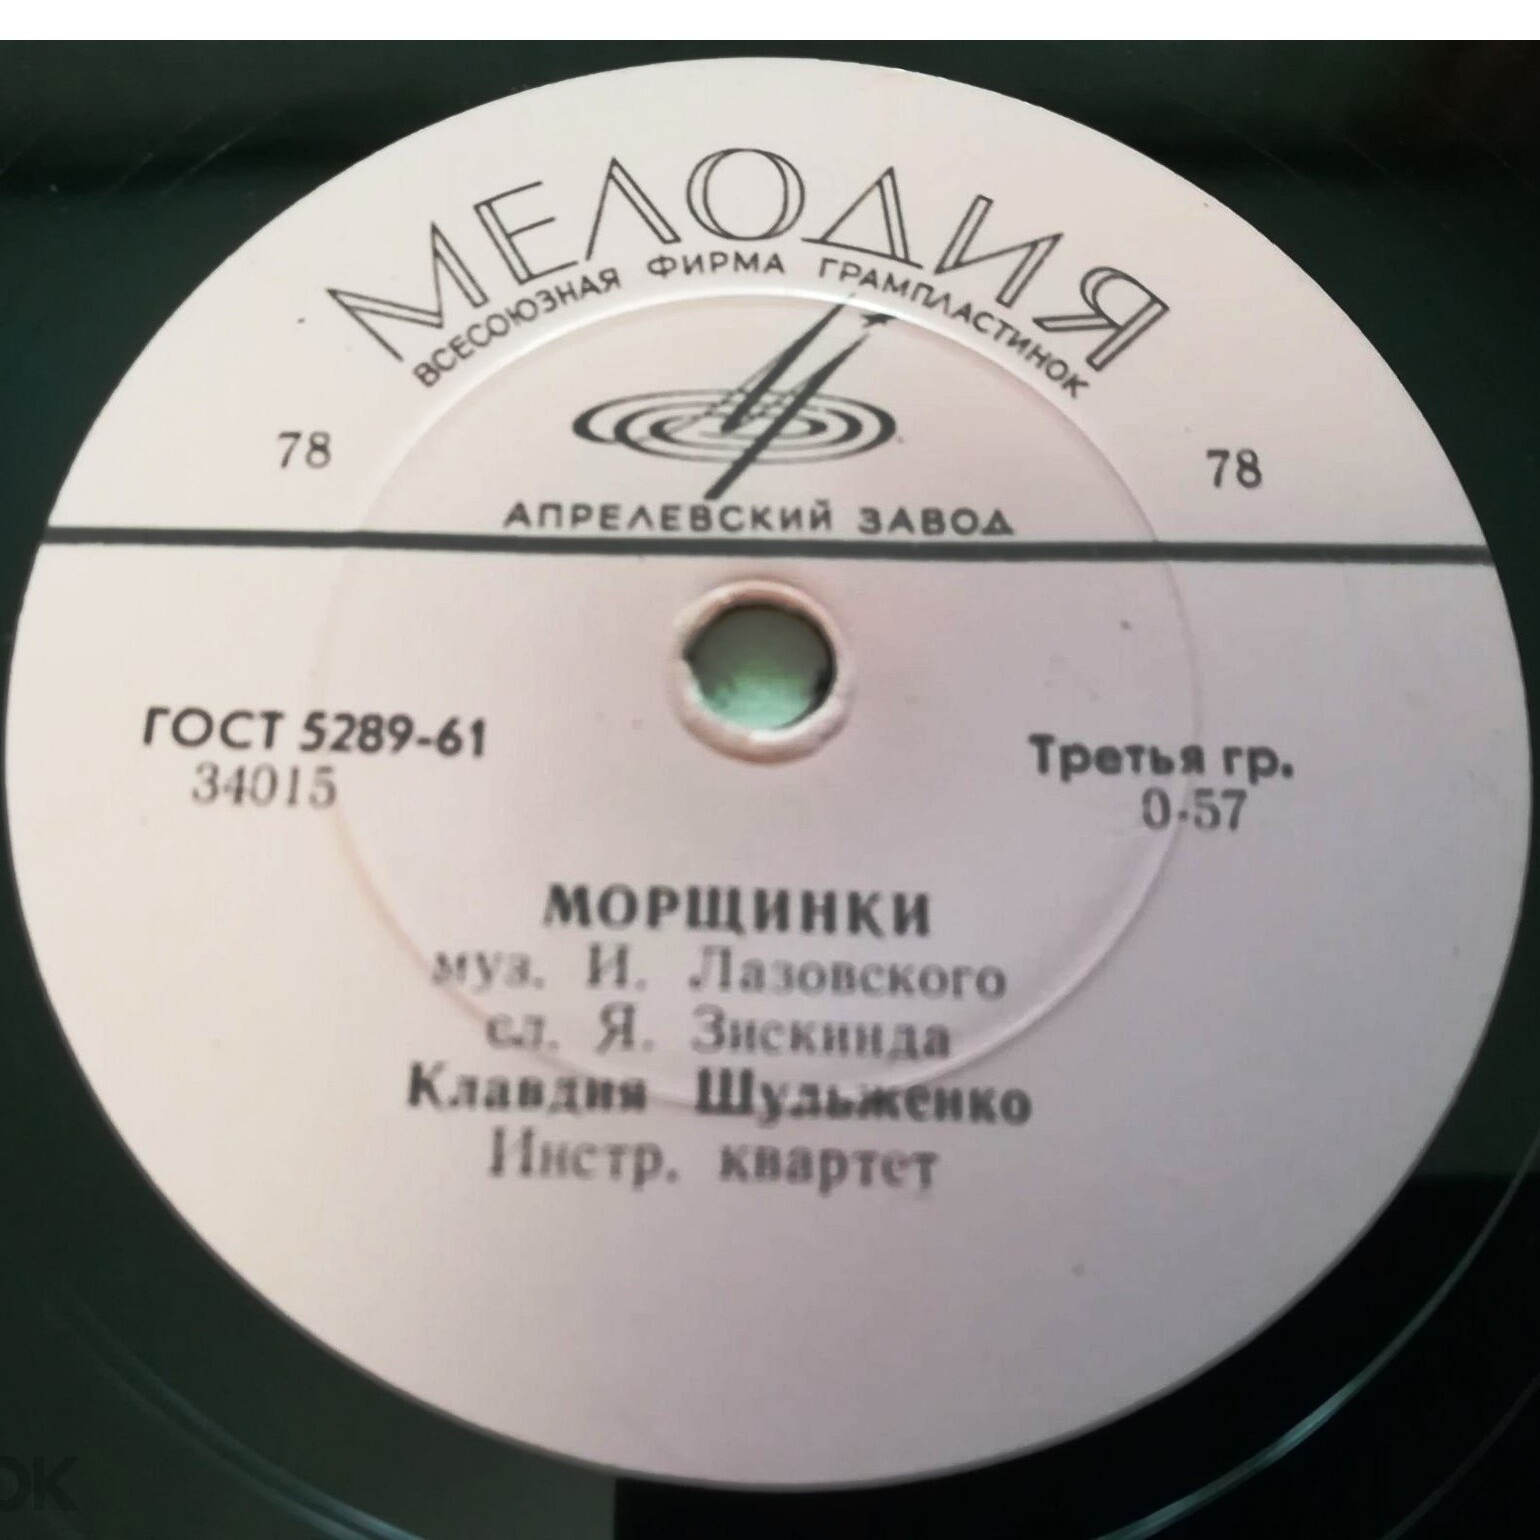 МЕЛОДИЯ
ВСЕСОЮЗНАЯ ФИРМА ГРАМПЛАСТИНОК
78
78
АПРЕЛЕВСКИЙ ЗАВОД
ГОСТ 5289-61
34015
Третья гр.
0-57
МОРЩИНКИ
муз. И. Лазовского
сл. Я. Зискинда
Клавдия Шульженко
Инстр. квартет
ОК